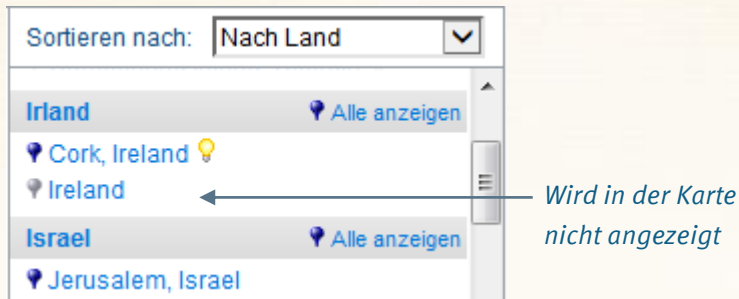 Sortieren nach: Nach Land
Irland Alle anzeigen
Cork, Ireland
Ireland
Wird in der Karte
nicht angezeigt
Israel Alle anzeigen
Jerusalem, Israel